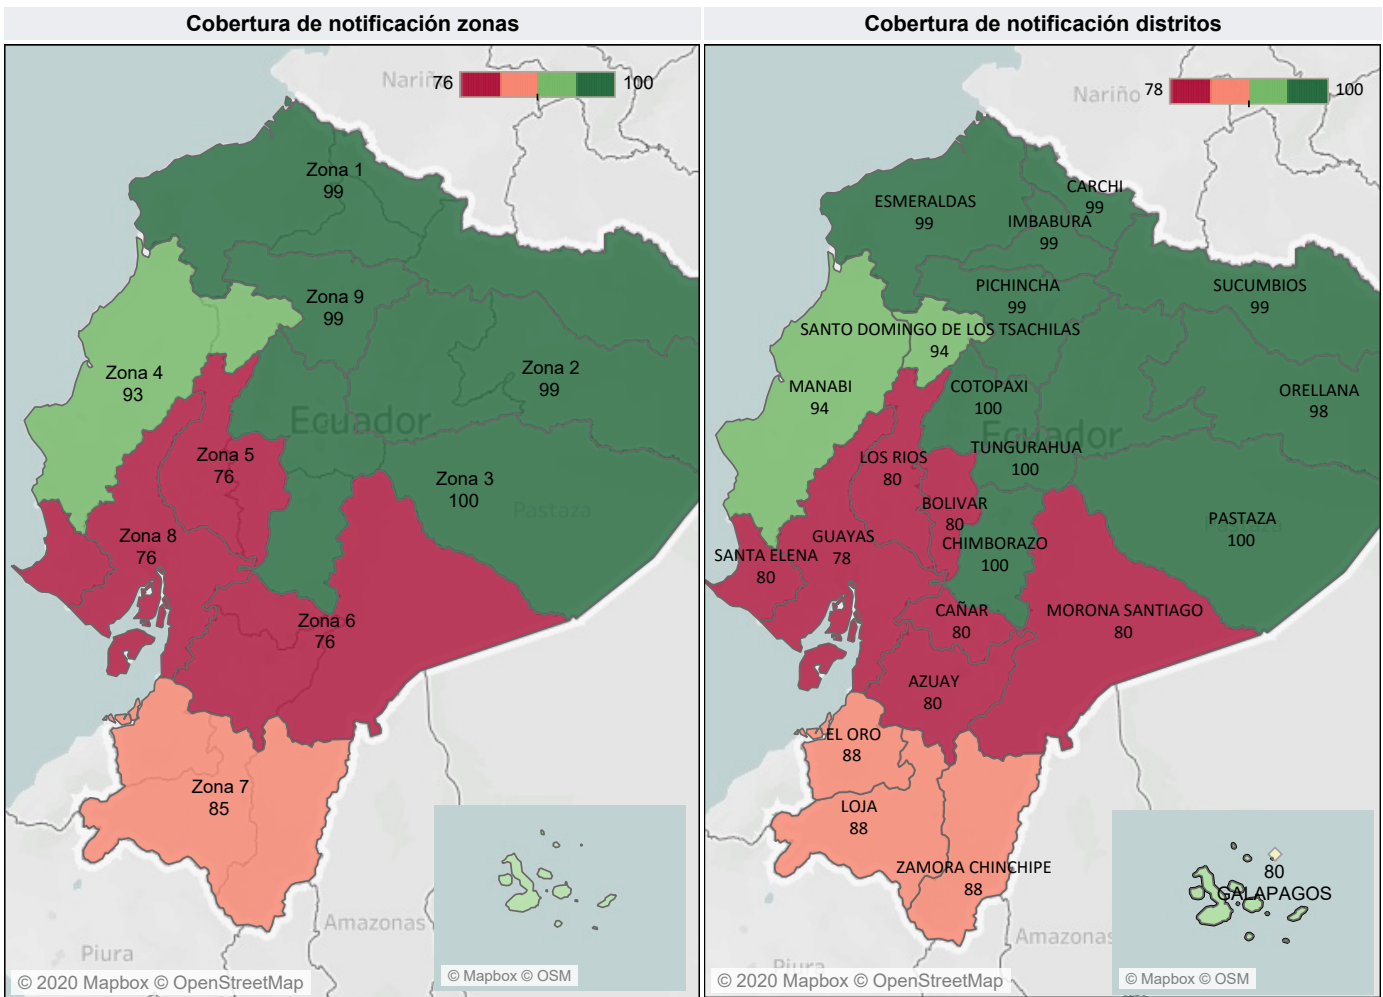 Cobertura de notificación zonas
76
100
Nariño
Zona 1
99
Zona 9
99
Zona 2
99
Zona 4
93
Ecuador
Zona 5
76
Zona 3
100
Pastaza
Zona 8
76
Zona 6
76
Zona 7
85
Amazonas
Piura
© 2020 Mapbox © OpenStreetMap
© Mapbox © OSM
Cobertura de notificación distritos
78
100
Nariño
CARCHI
99
ESMERALDAS
99
IMBABURA
99
PICHINCHA
99
SUCUMBIOS
99
SANTO DOMINGO DE LOS TSACHILAS
94
MANABI
94
COTOPAXI
100
ORELLANA
98
Ecuador
TUNGURAHUA
100
LOS RIOS
80
BOLIVAR
80
PASTAZA
100
GUAYAS
78
CHIMBORAZO
100
SANTA ELENA
80
CAÑAR
80
MORONA SANTIAGO
80
AZUAY
80
EL ORO
88
LOJA
88
ZAMORA CHINCHIPE
88
80
GALAPAGOS
Amazonas
Piura
© 2020 Mapbox © OpenStreetMap
© Mapbox © OSM